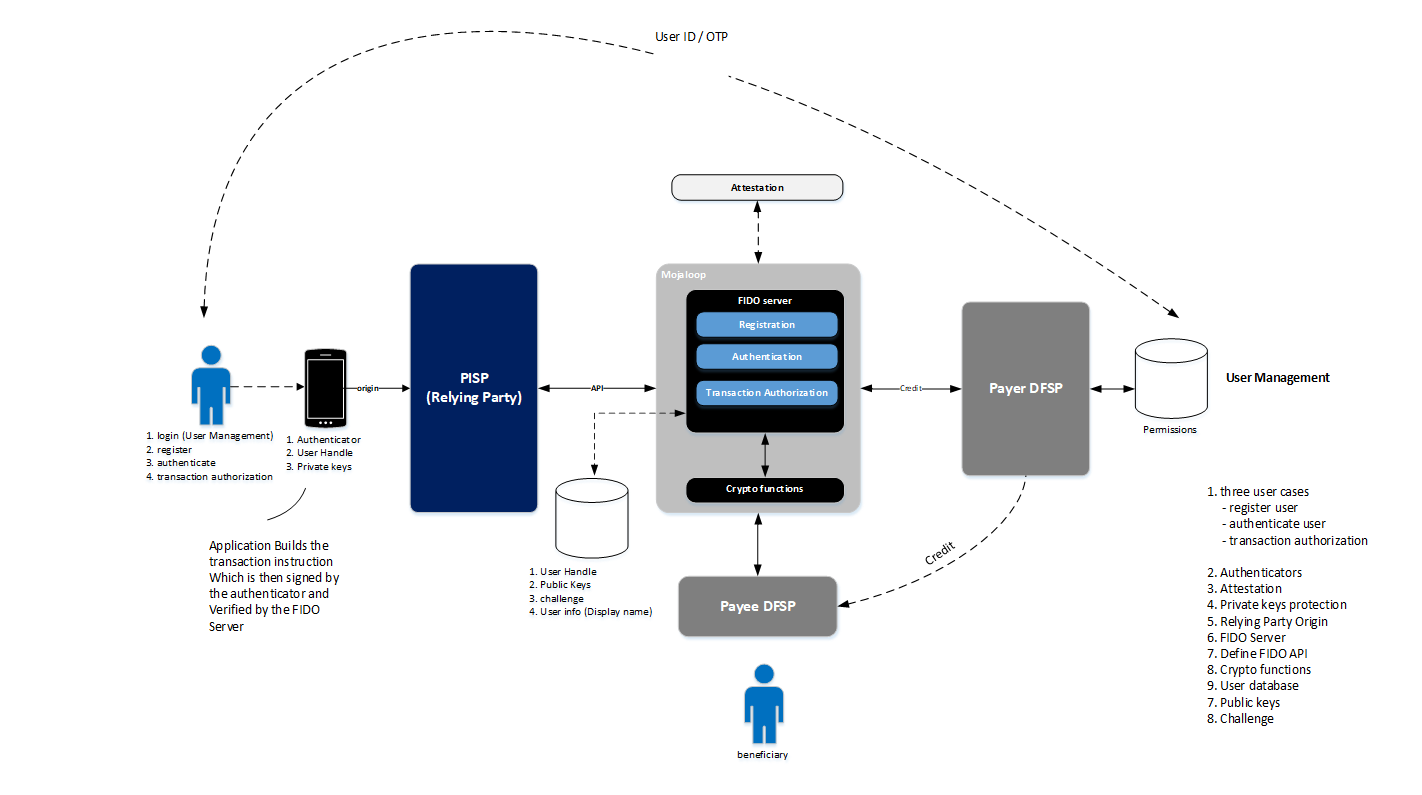 User ID / OTP
Attestation
Mojaloop
FIDO server
Registration
Authentication
Transaction Authorization
Crypto functions
PISP
(Relying Party)
origin
API
Credit
Payer DFSP
User Management
Permissions
1. login (User Management)
2. register
3. authenticate
4. transaction authorization
1. Authenticator
2. User Handle
3. Private keys
Application Builds the
transaction instruction
Which is then signed by
the authenticator and
Verified by the FIDO
Server
1. User Handle
2. Public Keys
3. challenge
4. User info (Display name)
Credit
Payee DFSP
beneficiary
1. three user cases
- register user
- authenticate user
- transaction authorization
2. Authenticators
3. Attestation
4. Private keys protection
5. Relying Party Origin
6. FIDO Server
7. Define FIDO API
8. Crypto functions
9. User database
7. Public keys
8. Challenge